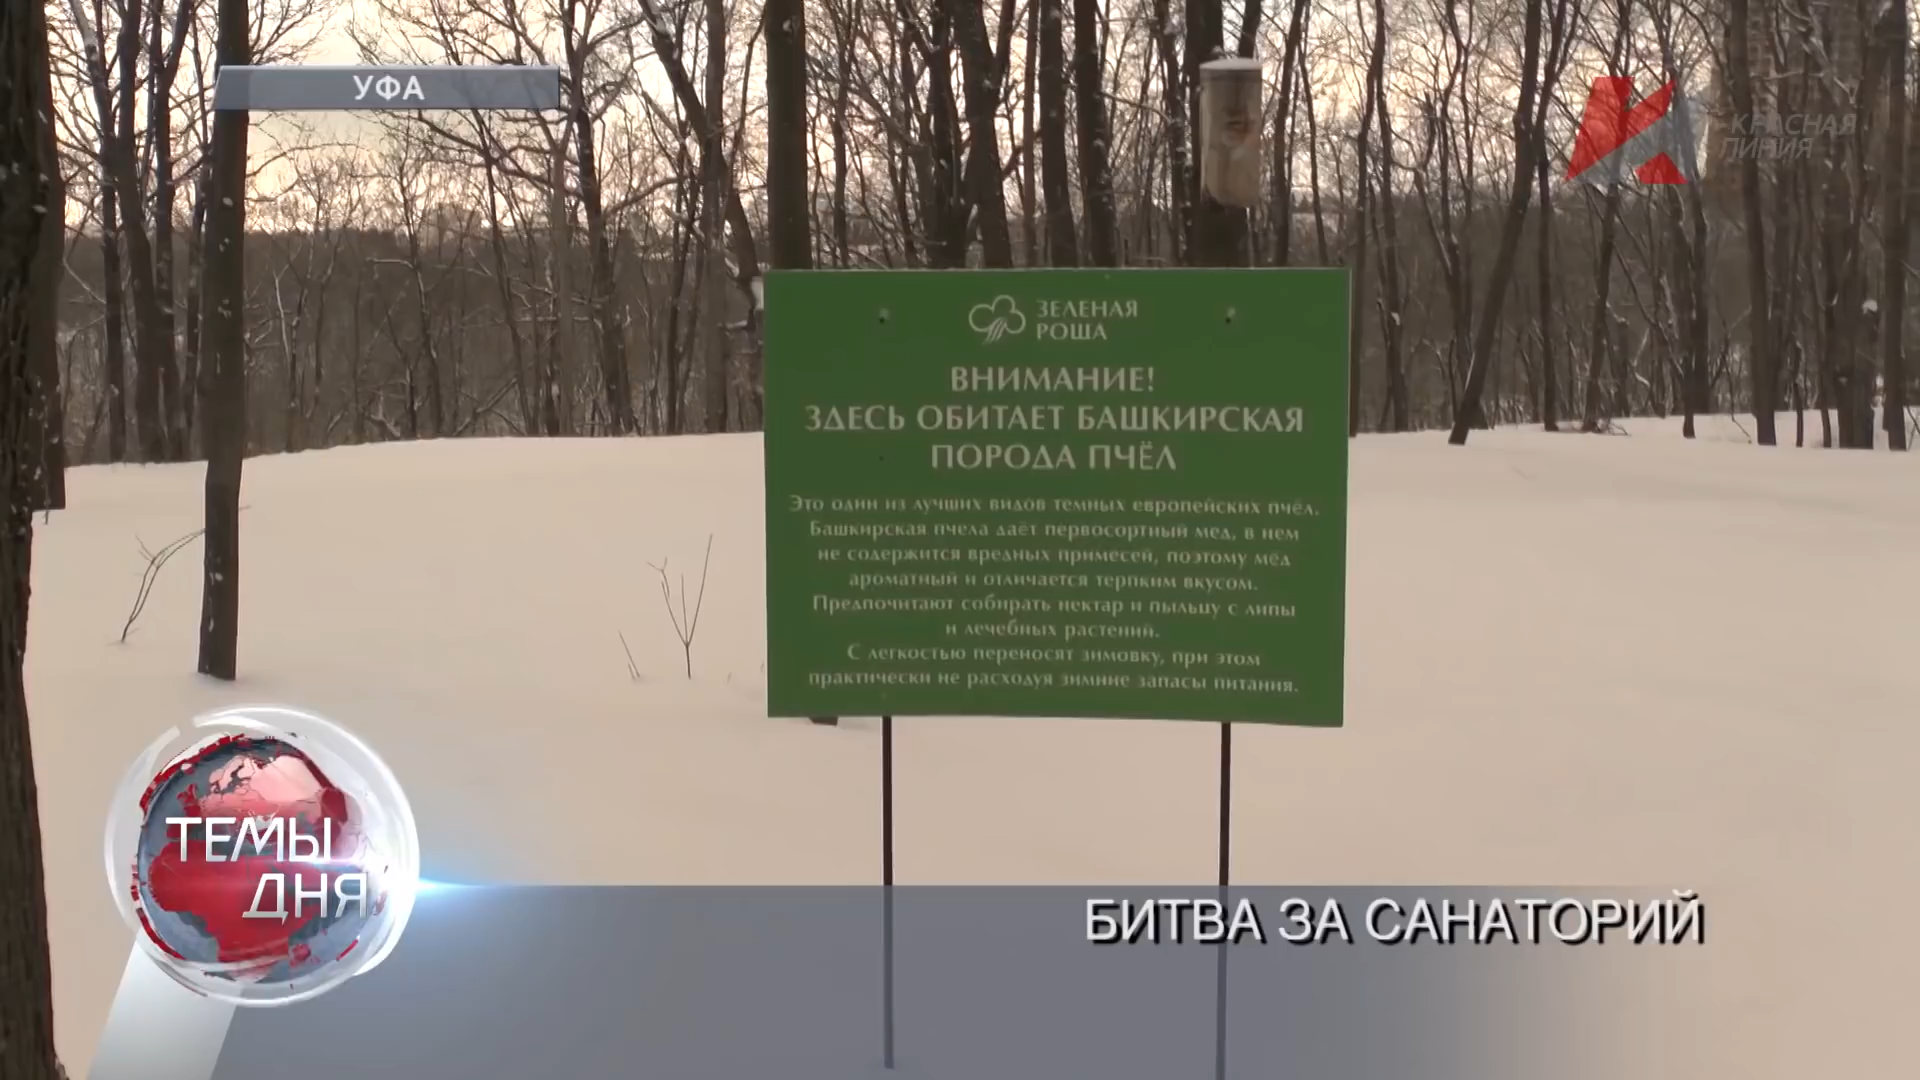 УФА
КРАСНАЯ
ЛИНИЯ
ЗЕЛЕНАЯ
РОЩА
ВНИМАНИЕ!
ЗДЕСЬ ОБИТАЕТ БАШКИРСКАЯ
ПОРОДА ПЧЁЛ
Это один из лучших видов темных европейских пчёл.
Башкирская пчела даёт первосортный мед, в нем
не содержится вредных примесей, поэтому мёд
ароматный и отличается терпким вкусом.
Предпочитают собирать нектар и пыльцу с липы
и лечебных растений.
С легкостью переносят зимовку, при этом
практически не расходуя зимние запасы питания.
ТЕМЫ
ДНЯ
БИТВА ЗА САНАТОРИЙ